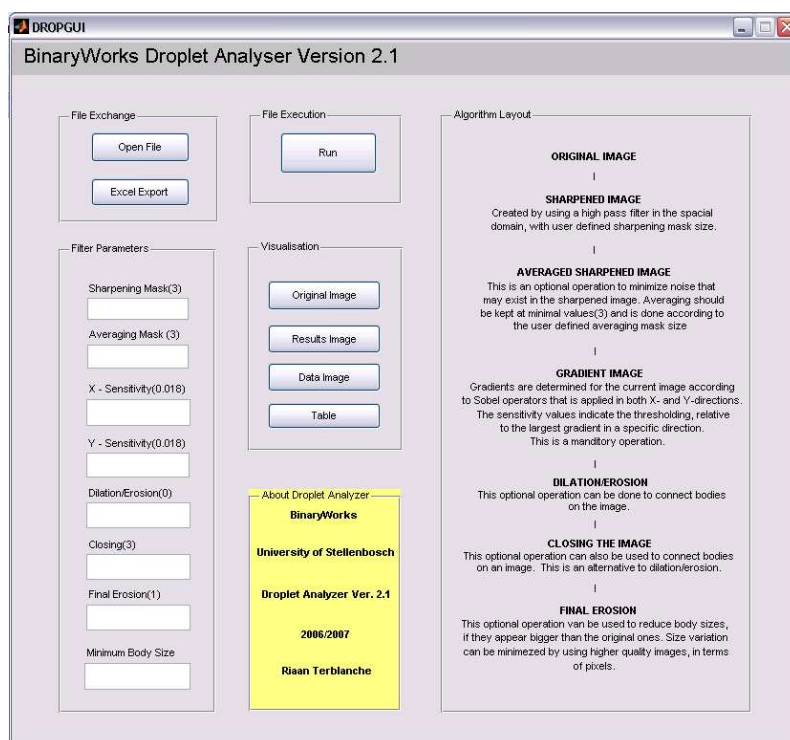 DROPGUI
BinaryWorks Droplet Analyser Version 2.1
File Exchange
Open File
Excel Export
File Execution
Run
Filter Parameters
Sharpening Mask(3)
Averaging Mask (3)
X - Sensitivity(0.018)
Y - Sensitivity(0.018)
Dilation/Erosion(0)
Closing(3)
Final Erosion(1)
Minimum Body Size
Visualisation
Original Image
Results Image
Data Image
Table
About Droplet Analyzer
BinaryWorks
University of Stellenbosch
Droplet Analyzer Ver. 2.1
2006/2007
Riaan Terblanche
Algorithm Layout
ORIGINAL IMAGE
SHARPENED IMAGE
Created by using a high pass filter in the spacial
domain, with user defined sharpening mask size.
AVERAGED SHARPENED IMAGE
This is an optional operation to minimize noise that
may exist in the sharpened image. Averaging should
be kept at minimal values(3) and is done according to
the user defined averaging mask size
GRADIENT IMAGE
Gradients are determined for the current image according
to Sobel operators that is applied in both X- and Y-directions.
The sensitivity values indicate the thresholding, relative
to the largest gradient in a specific direction.
This is a manditory operation.
DILATION/EROSION
This optional operation can be done to connect bodies
on the image.
CLOSING THE IMAGE
This optional operation can also be used to connect bodies
on an image. This is an alternative to dilation/erosion.
FINAL EROSION
This optional operation van be used to reduce body sizes,
if they appear bigger than the original ones. Size variation
can be minimezed by using higher quality images, in terms
of pixels.